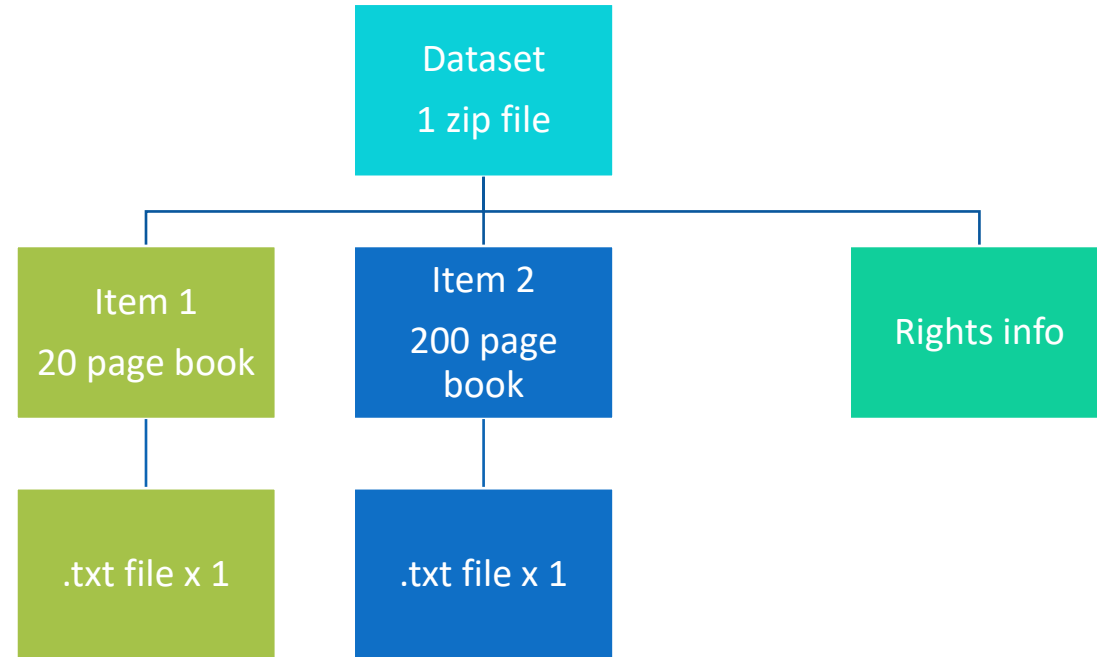 Dataset
1 zip file
Item 1
20 page book
Item 2
200 page
book
Rights info
.txt file x 1
.txt file x 1